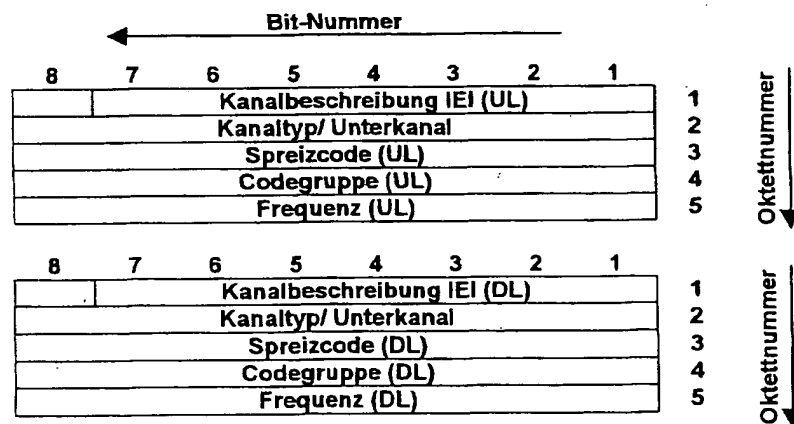 Bit-Nummer
8 7 6 5 4 3 2 1
Kanalbeschreibung IEI (UL) 1
Kanaltyp/ Unterkanal 2
Spreizcode (UL) 3
Codegruppe (UL) 4
Frequenz (UL) 5
Oktettnummer
8 7 6 5 4 3 2 1
Kanalbeschreibung IEI (DL) 1
Kanaltyp/ Unterkanal 2
Spreizcode (DL) 3
Codegruppe (DL) 4
Frequenz (DL) 5
Oktettnummer